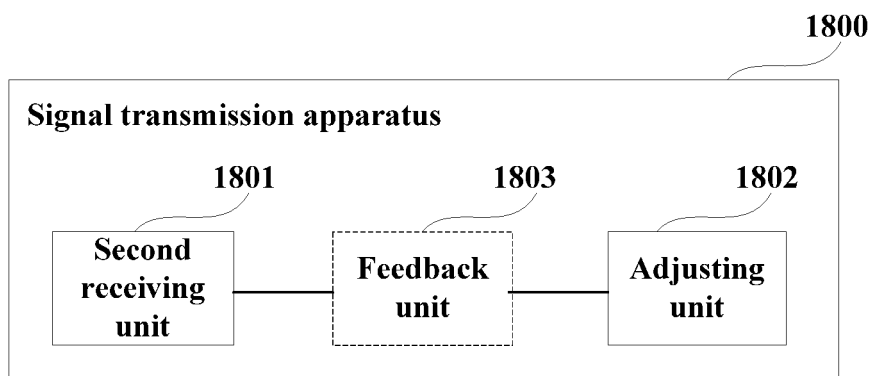 1800
Signal transmission apparatus
1801
1803
1802
Second
receiving
unit
Feedback
unit
Adjusting
unit